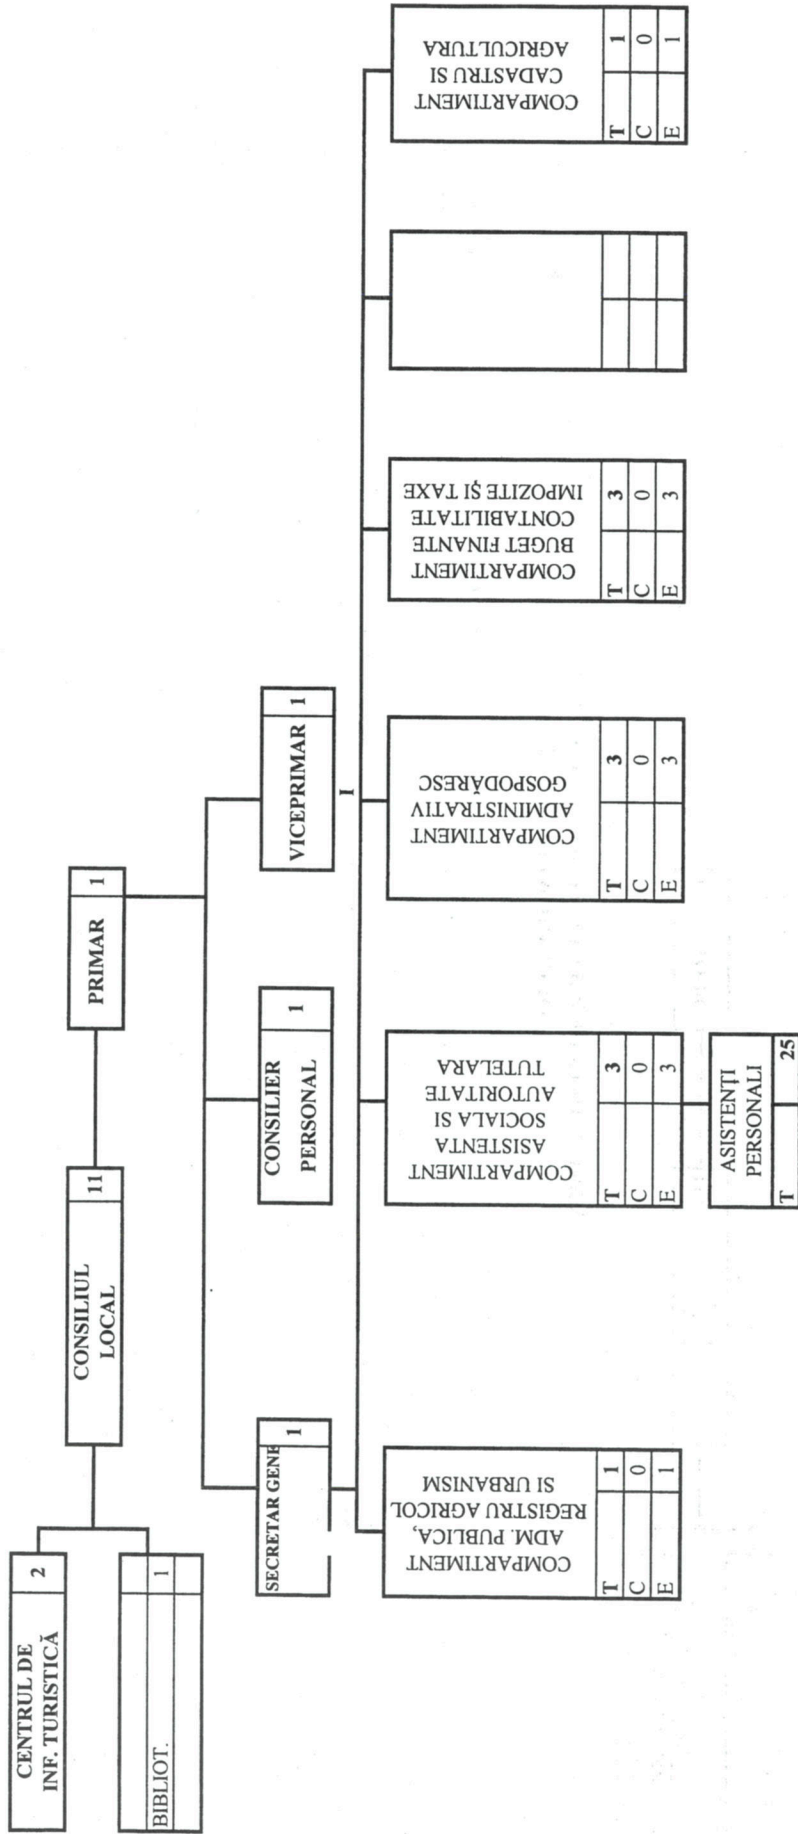 CENTRUL DE
INF. TURISTICĂ
2
BIBLIOT.
1
CONSILIUL
LOCAL
11
PRIMAR
1
SECRETAR GENE
1
CONSILIER
PERSONAL
1
VICEPRIMAR
1
I
COMPARTIMENT
ADM. PUBLICA,
REGISTRU AGRICOL
SI URBANISM
T 1
C 0
E 1
COMPARTIMENT
ASISTENTA
SOCIALA SI
AUTORITATE
TUTELARA
T 3
C 0
E 3
ASISTENȚI
PERSONALI
T 25
COMPARTIMENT
ADMINISTRATIV
GOSPODĂRESC
T 3
C 0
E 3
COMPARTIMENT
BUGET FINANTE
CONTABILITATE
IMPOZITE ŞI TAXE
T 3
C 0
E 3
COMPARTIMENT
CADASTRU SI
AGRICULTURA
T 1
C 0
E 1